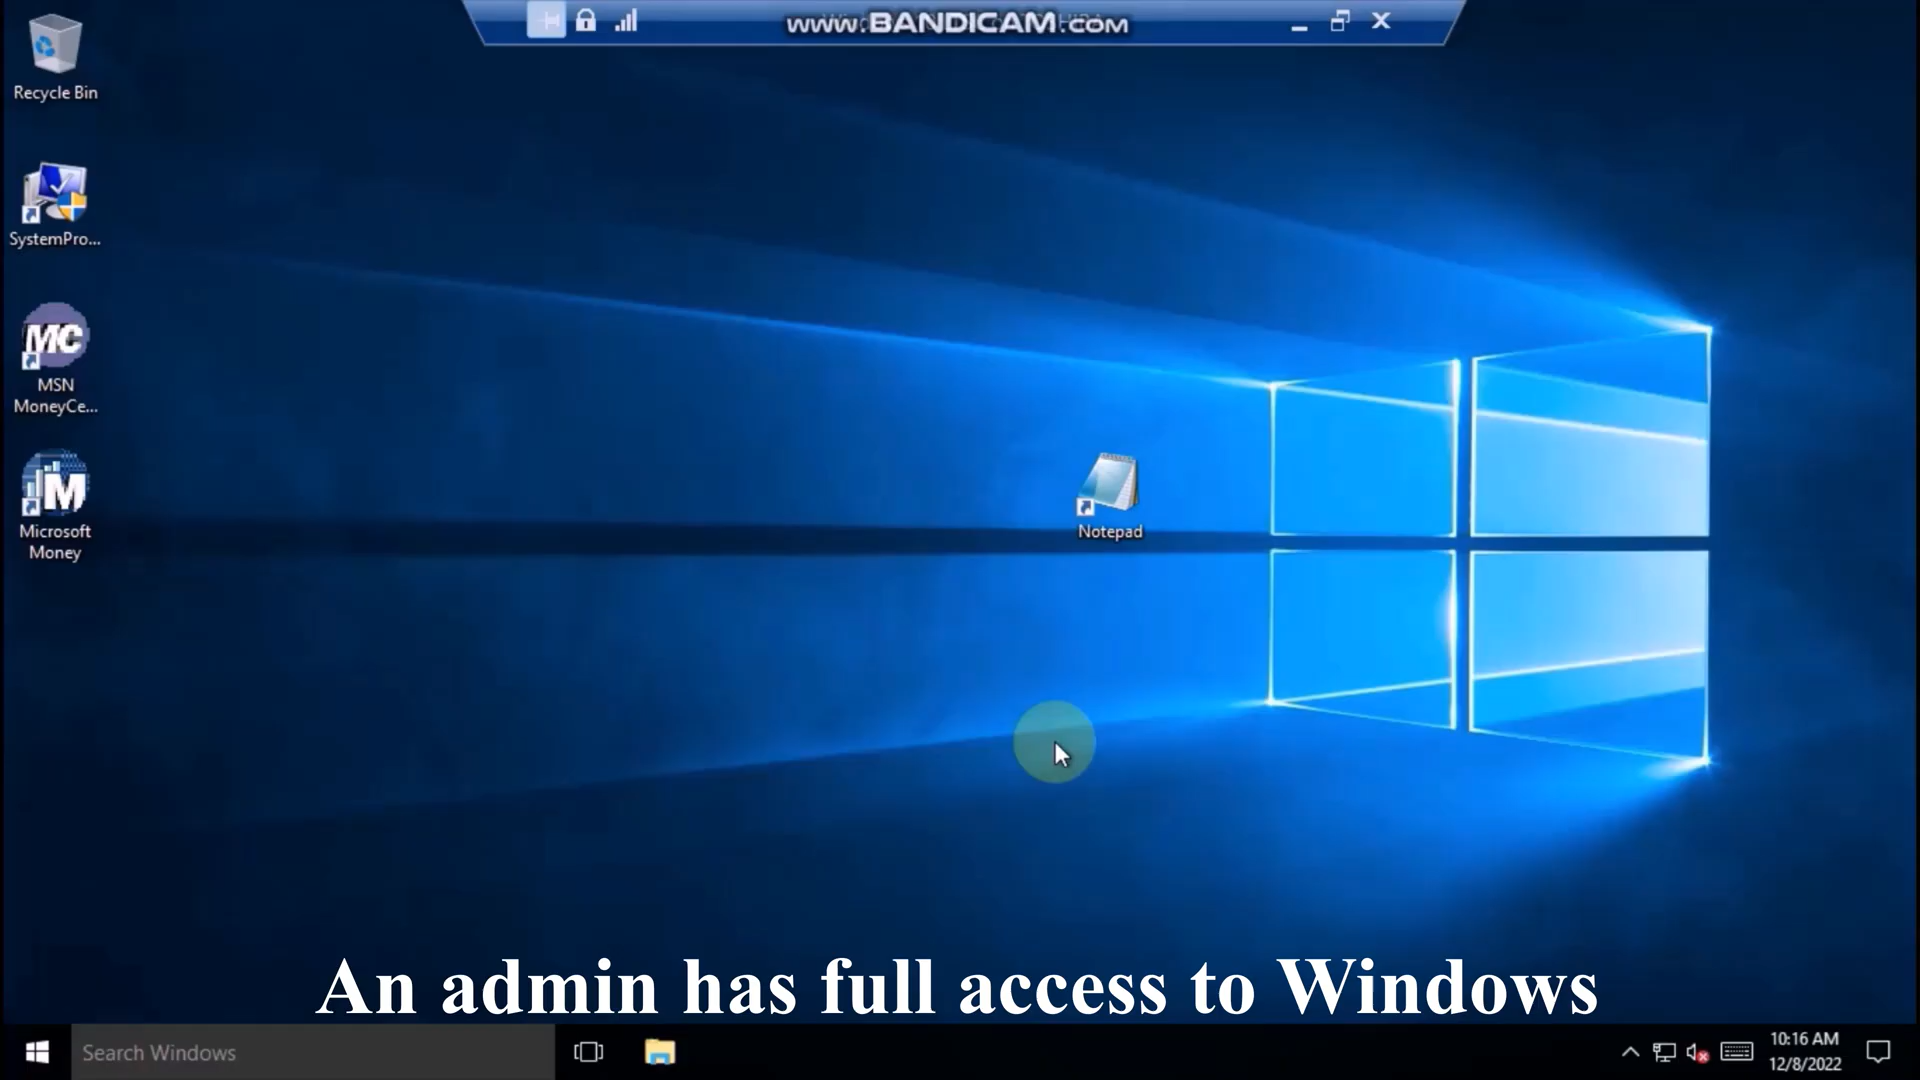 www.BANDICAM.com
Recycle Bin
SystemPro...
MC
MSN
MoneyCe...
M
Microsoft
Money
Notepad
An admin has full access to Windows
Search Windows
10:16 AM
12/8/2022